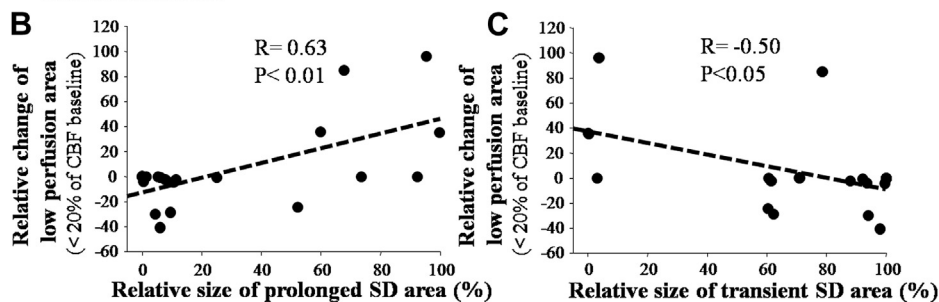 B
R= 0.63
P< 0.01
Relative change of
low perfusion area
(< 20% of CBF baseline)
120
100
80
60
40
20
0
-20
-40
-60
0
20
40
60
80
100
Relative size of prolonged SD area (%)
C
R= -0.50
P<0.05
Relative change of
low perfusion area
(< 20% of CBF baseline)
120
100
80
60
40
20
0
-20
-40
-60
0
20
40
60
80
100
Relative size of transient SD area (%)